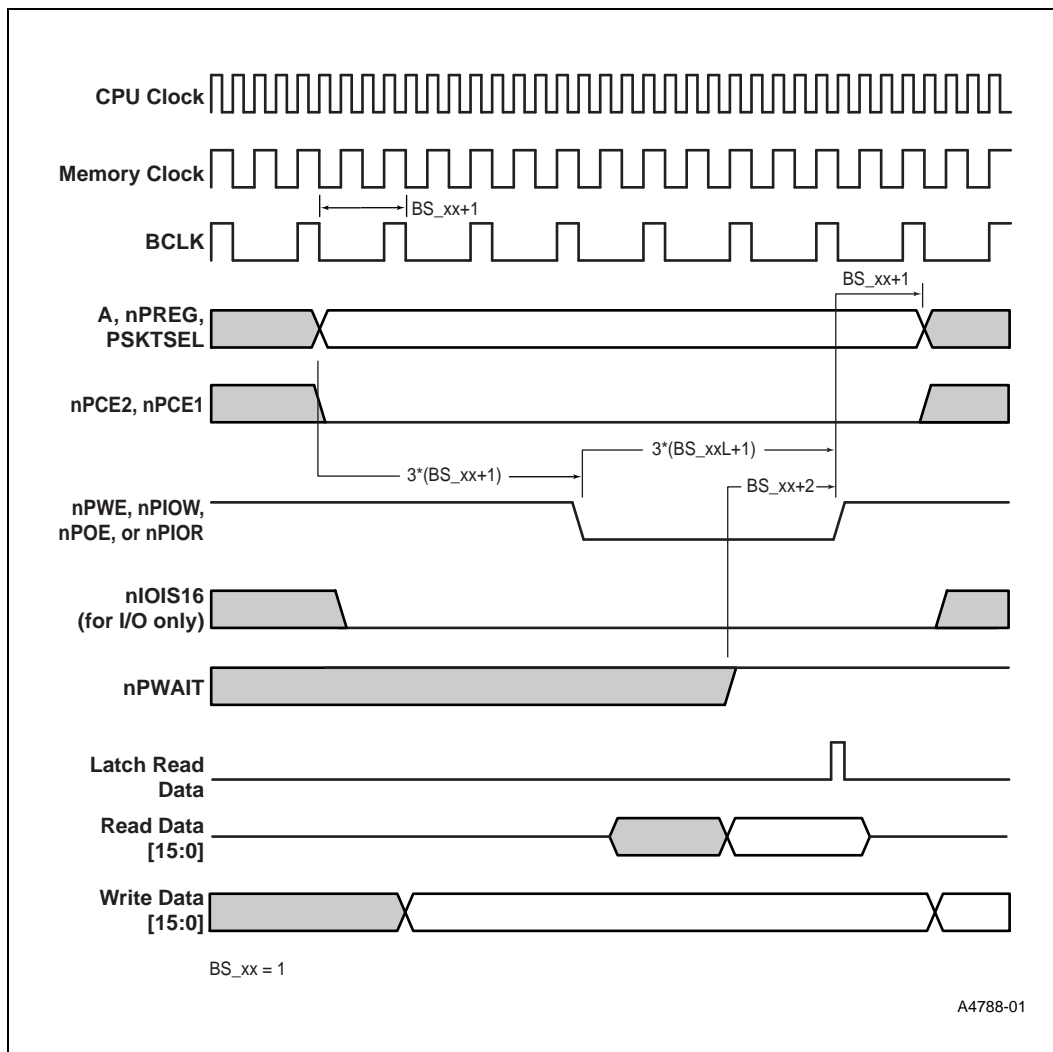 CPU Clock
Memory Clock
BS_xx+1
BCLK
BS_xx+1
A, nPREG,
PSKTSEL
nPCE2, nPCE1
3*(BS_xx+1)
3*(BS_xxL+1)
BS_xx+2
nPWE, nPIOW,
nPOE, or nPIOR
nIOIS16
(for I/O only)
nPWAIT
Latch Read
Data
Read Data
[15:0]
Write Data
[15:0]
BS_xx = 1
A4788-01